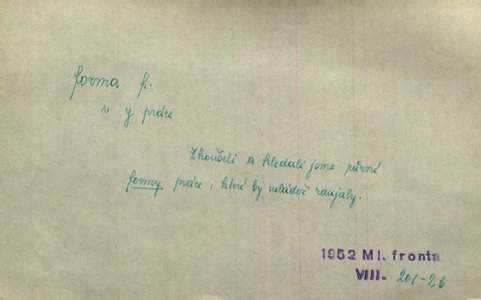 forma f.
v y práce
Zkoušeli a hledali jsme různé
formy práce, které by mládež zaujaly.
1952 Ml. fronta
VIII. 201-26